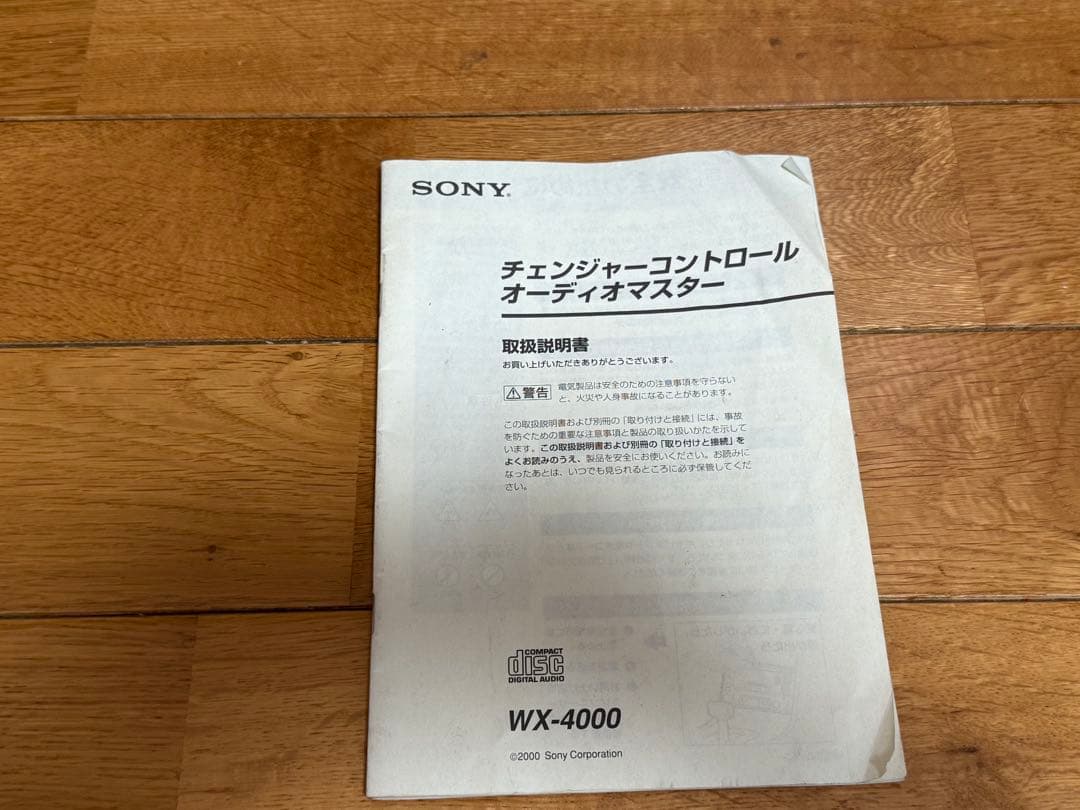 SONY®
チェンジャーコントロール
オーディオマスター
取扱説明書
お買い上げいただきありがとうございます。
警告
電気製品は安全のための注意事項を守らない
と、火災や人身事故になることがあります。
この取扱説明書および別冊の「取り付けと接続」には、事故
を防ぐための重要な注意事項と製品の取り扱いかたを示して
います。この取扱説明書および別冊の「取り付けと接続」を
よくお読みのうえ、製品を安全にお使いください。お読みに
なったあとは、いつでも見られるところに必ず保管してくだ
さい。
COMPACT
disc
DIGITAL AUDIO
WX-4000
©2000 Sony Corporation